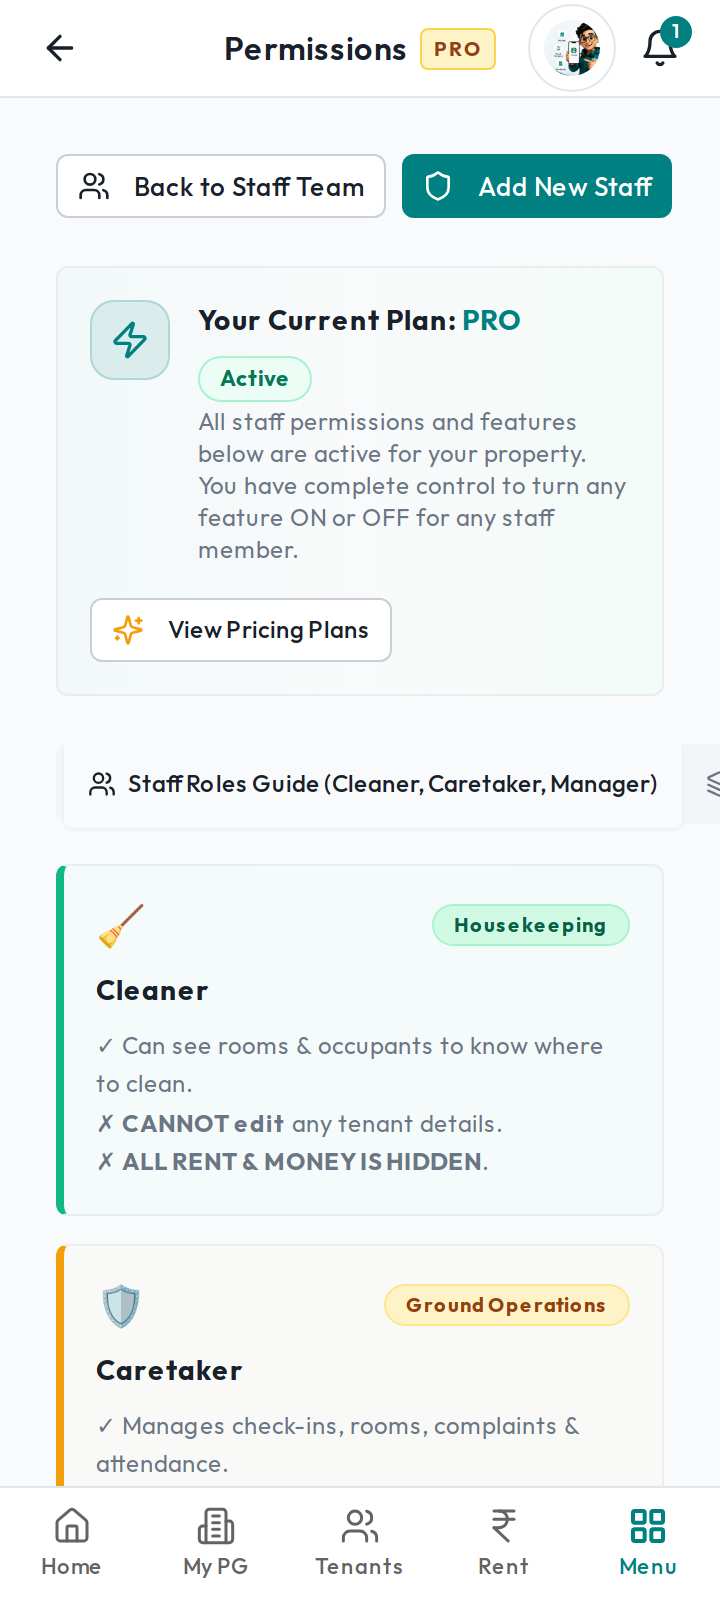 Permissions PRO
1
Back to Staff Team
Add New Staff
Your Current Plan: PRO
Active
All staff permissions and features
below are active for your property.
You have complete control to turn any
feature ON or OFF for any staff
member.
View Pricing Plans
Staff Roles Guide (Cleaner, Caretaker, Manager)
Housekeeping
Cleaner
✓ Can see rooms & occupants to know where
to clean.
✗ CANNOT edit any tenant details.
✗ ALL RENT & MONEY IS HIDDEN.
Ground Operations
Caretaker
✓ Manages check-ins, rooms, complaints &
attendance.
Home
My PG
Tenants
Rent
Menu